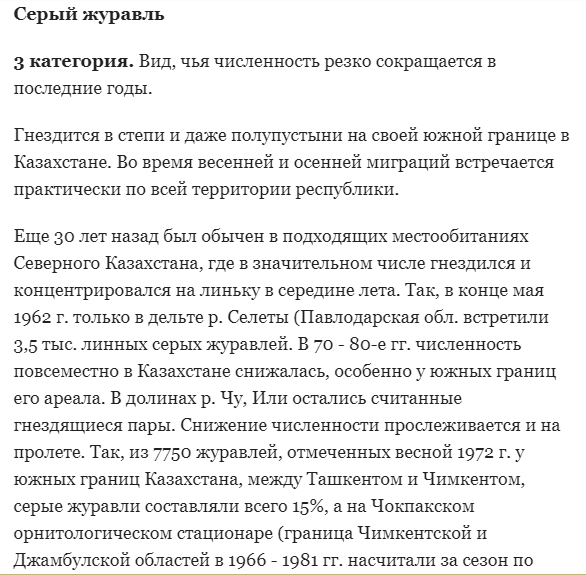 Серый журавль
3 категория. Вид, чья численность резко сокращается в
последние годы.
Гнездится в степи и даже полупустыни на своей южной границе в
Казахстане. Во время весенней и осенней миграций встречается
практически по всей территории республики.
Еще 30 лет назад был обычен в подходящих местообитаниях
Северного Казахстана, где в значительном числе гнездился и
концентрировался на линьку в середине лета. Так, в конце мая
1962 г. только в дельте р. Селеты (Павлодарская обл. встретили
3,5 тыс. линных серых журавлей. В 70 - 80-е гг. численность
повсеместно в Казахстане снижалась, особенно у южных границ
его ареала. В долинах р. Чу, Или остались считанные
гнездящиеся пары. Снижение численности прослеживается и на
пролете. Так, из 7750 журавлей, отмеченных весной 1972 г. у
южных границ Казахстана, между Ташкентом и Чимкентом,
серые журавли составляли всего 15%, а на Чокпакском
орнитологическом стационаре (граница Чимкентской и
Джамбулской областей в 1966 - 1981 гг. насчитали за сезон по